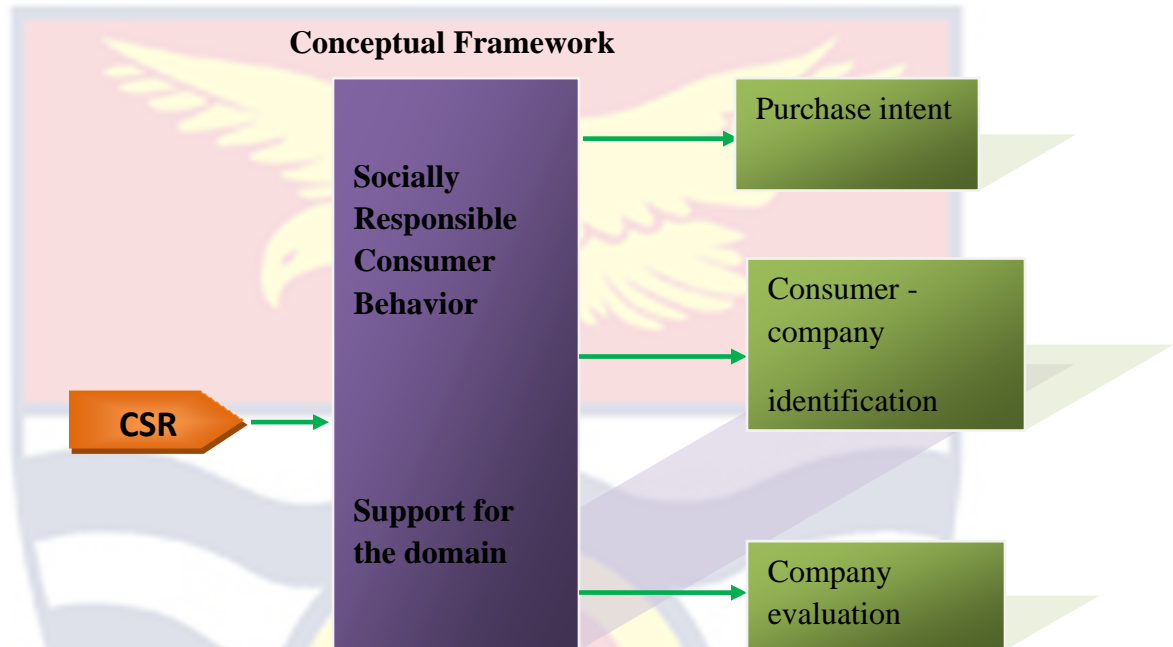 Conceptual Framework
CSR
Socially
Responsible
Consumer
Behavior
Support for
the domain
Purchase intent
Consumer -
company
identification
Company
evaluation